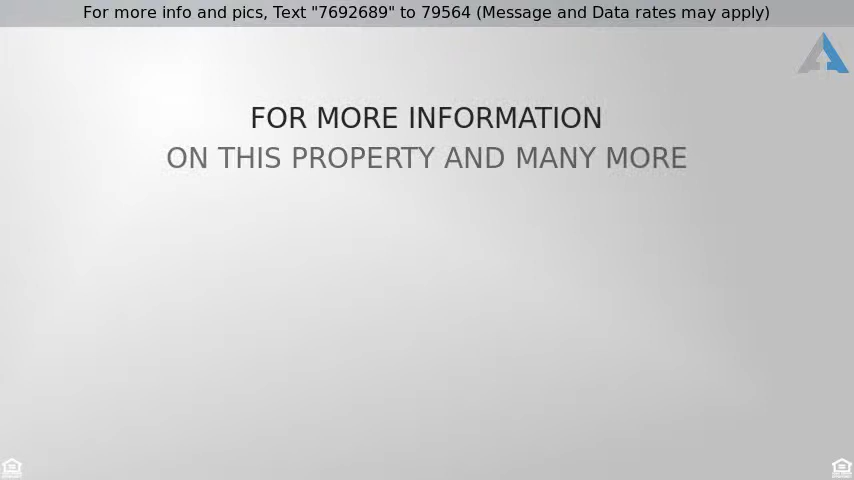 For more info and pics, Text "7692689" to 79564 (Message and Data rates may apply)
FOR MORE INFORMATION
ON THIS PROPERTY AND MANY MORE